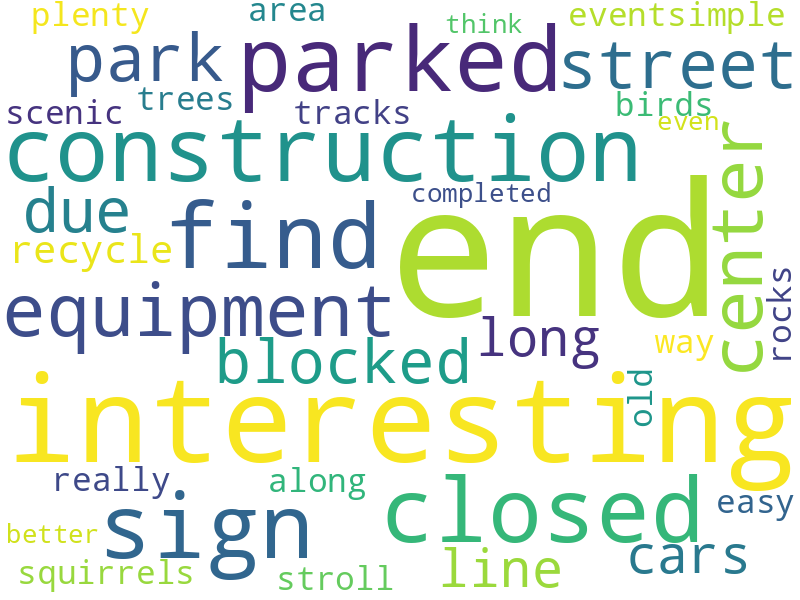 plenty area think eventsimple
park parked street
scenic trees tracks birds
construction even
due completed center
find end
recycle
equipment long way rocks
blocked
interesting old
really along
sign closed easy
better line cars
squirrels stroll